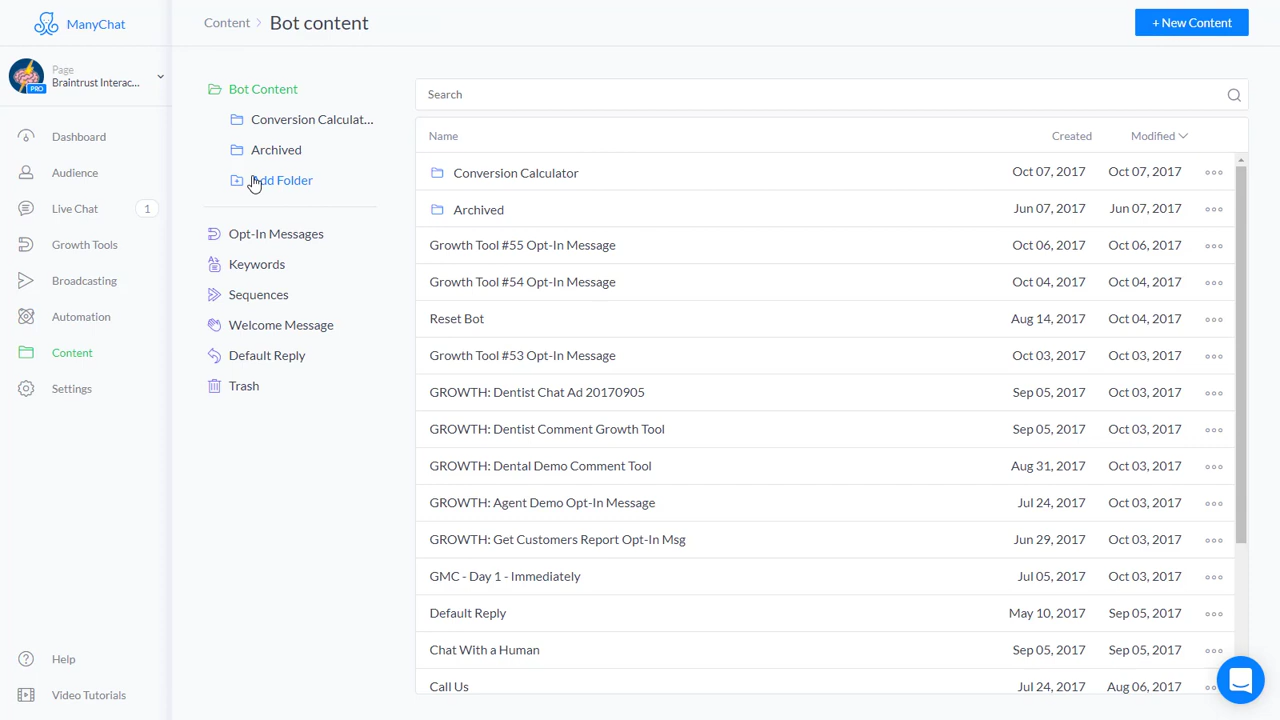 ManyChat
Content > Bot content
+ New Content
Page
Braintrust Interac...
PRO
Dashboard
Audience
Live Chat 1
Growth Tools
Broadcasting
Automation
Content
Settings
Help
Video Tutorials
Bot Content
Conversion Calculat...
Archived
Add Folder
Opt-In Messages
Keywords
Sequences
Welcome Message
Default Reply
Trash
Search
Name Created Modified
Conversion Calculator Oct 07, 2017 Oct 07, 2017
Archived Jun 07, 2017 Jun 07, 2017
Growth Tool #55 Opt-In Message Oct 06, 2017 Oct 06, 2017
Growth Tool #54 Opt-In Message Oct 04, 2017 Oct 04, 2017
Reset Bot Aug 14, 2017 Oct 04, 2017
Growth Tool #53 Opt-In Message Oct 03, 2017 Oct 03, 2017
GROWTH: Dentist Chat Ad 20170905 Sep 05, 2017 Oct 03, 2017
GROWTH: Dentist Comment Growth Tool Sep 05, 2017 Oct 03, 2017
GROWTH: Dental Demo Comment Tool Aug 31, 2017 Oct 03, 2017
GROWTH: Agent Demo Opt-In Message Jul 24, 2017 Oct 03, 2017
GROWTH: Get Customers Report Opt-In Msg Jun 29, 2017 Oct 03, 2017
GMC - Day 1 - Immediately Jul 05, 2017 Oct 03, 2017
Default Reply May 10, 2017 Sep 05, 2017
Chat With a Human Sep 05, 2017 Sep 05, 2017
Call Us Jul 24, 2017 Aug 06, 2017